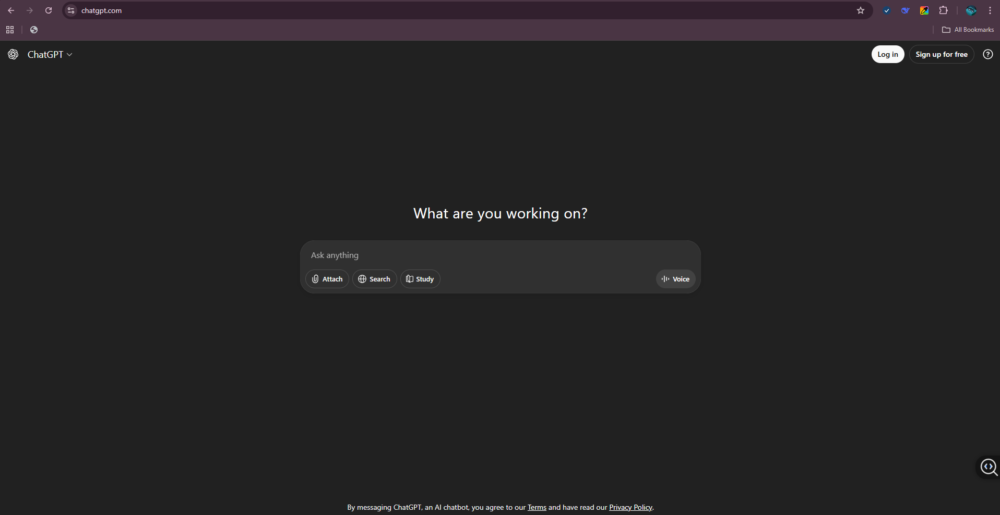 chatgpt.com
All Bookmarks
ChatGPT
Log in
Sign up for free
What are you working on?
Ask anything
Attach
Search
Study
Voice
By messaging ChatGPT, an AI chatbot, you agree to our Terms and have read our Privacy Policy.